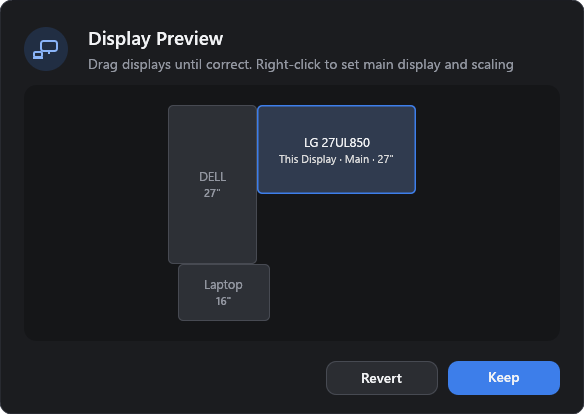 Display Preview
Drag displays until correct. Right-click to set main display and scaling
LG 27UL850
This Display · Main · 27"
DELL
27"
Laptop
16"
Revert
Keep